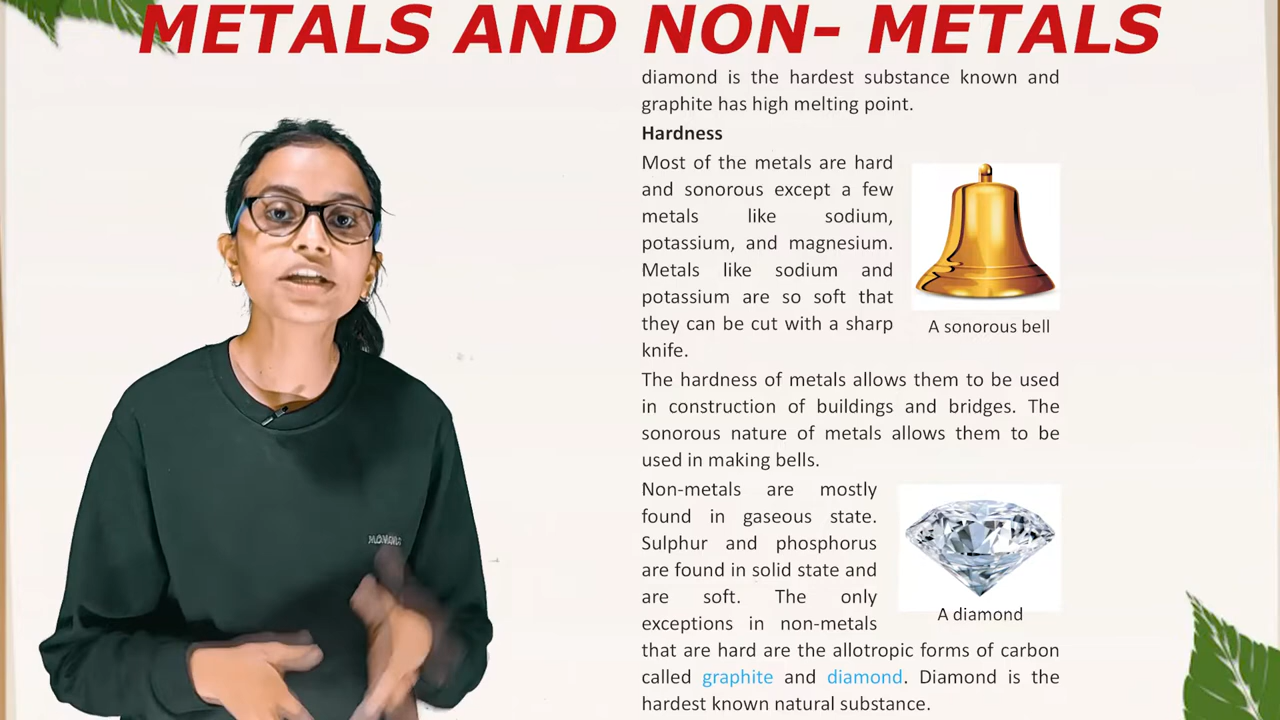 METALS AND NON- METALS
diamond is the hardest substance known and
graphite has high melting point.
Hardness
Most of the metals are hard
and sonorous except a few
metals like sodium,
potassium, and magnesium.
Metals like sodium and
potassium are so soft that
they can be cut with a sharp
knife.
A sonorous bell
The hardness of metals allows them to be used
in construction of buildings and bridges. The
sonorous nature of metals allows them to be
used in making bells.
Non-metals are mostly
found in gaseous state.
Sulphur and phosphorus
are found in solid state and
are soft. The only
exceptions in non-metals
A diamond
that are hard are the allotropic forms of carbon
called graphite and diamond. Diamond is the
hardest known natural substance.